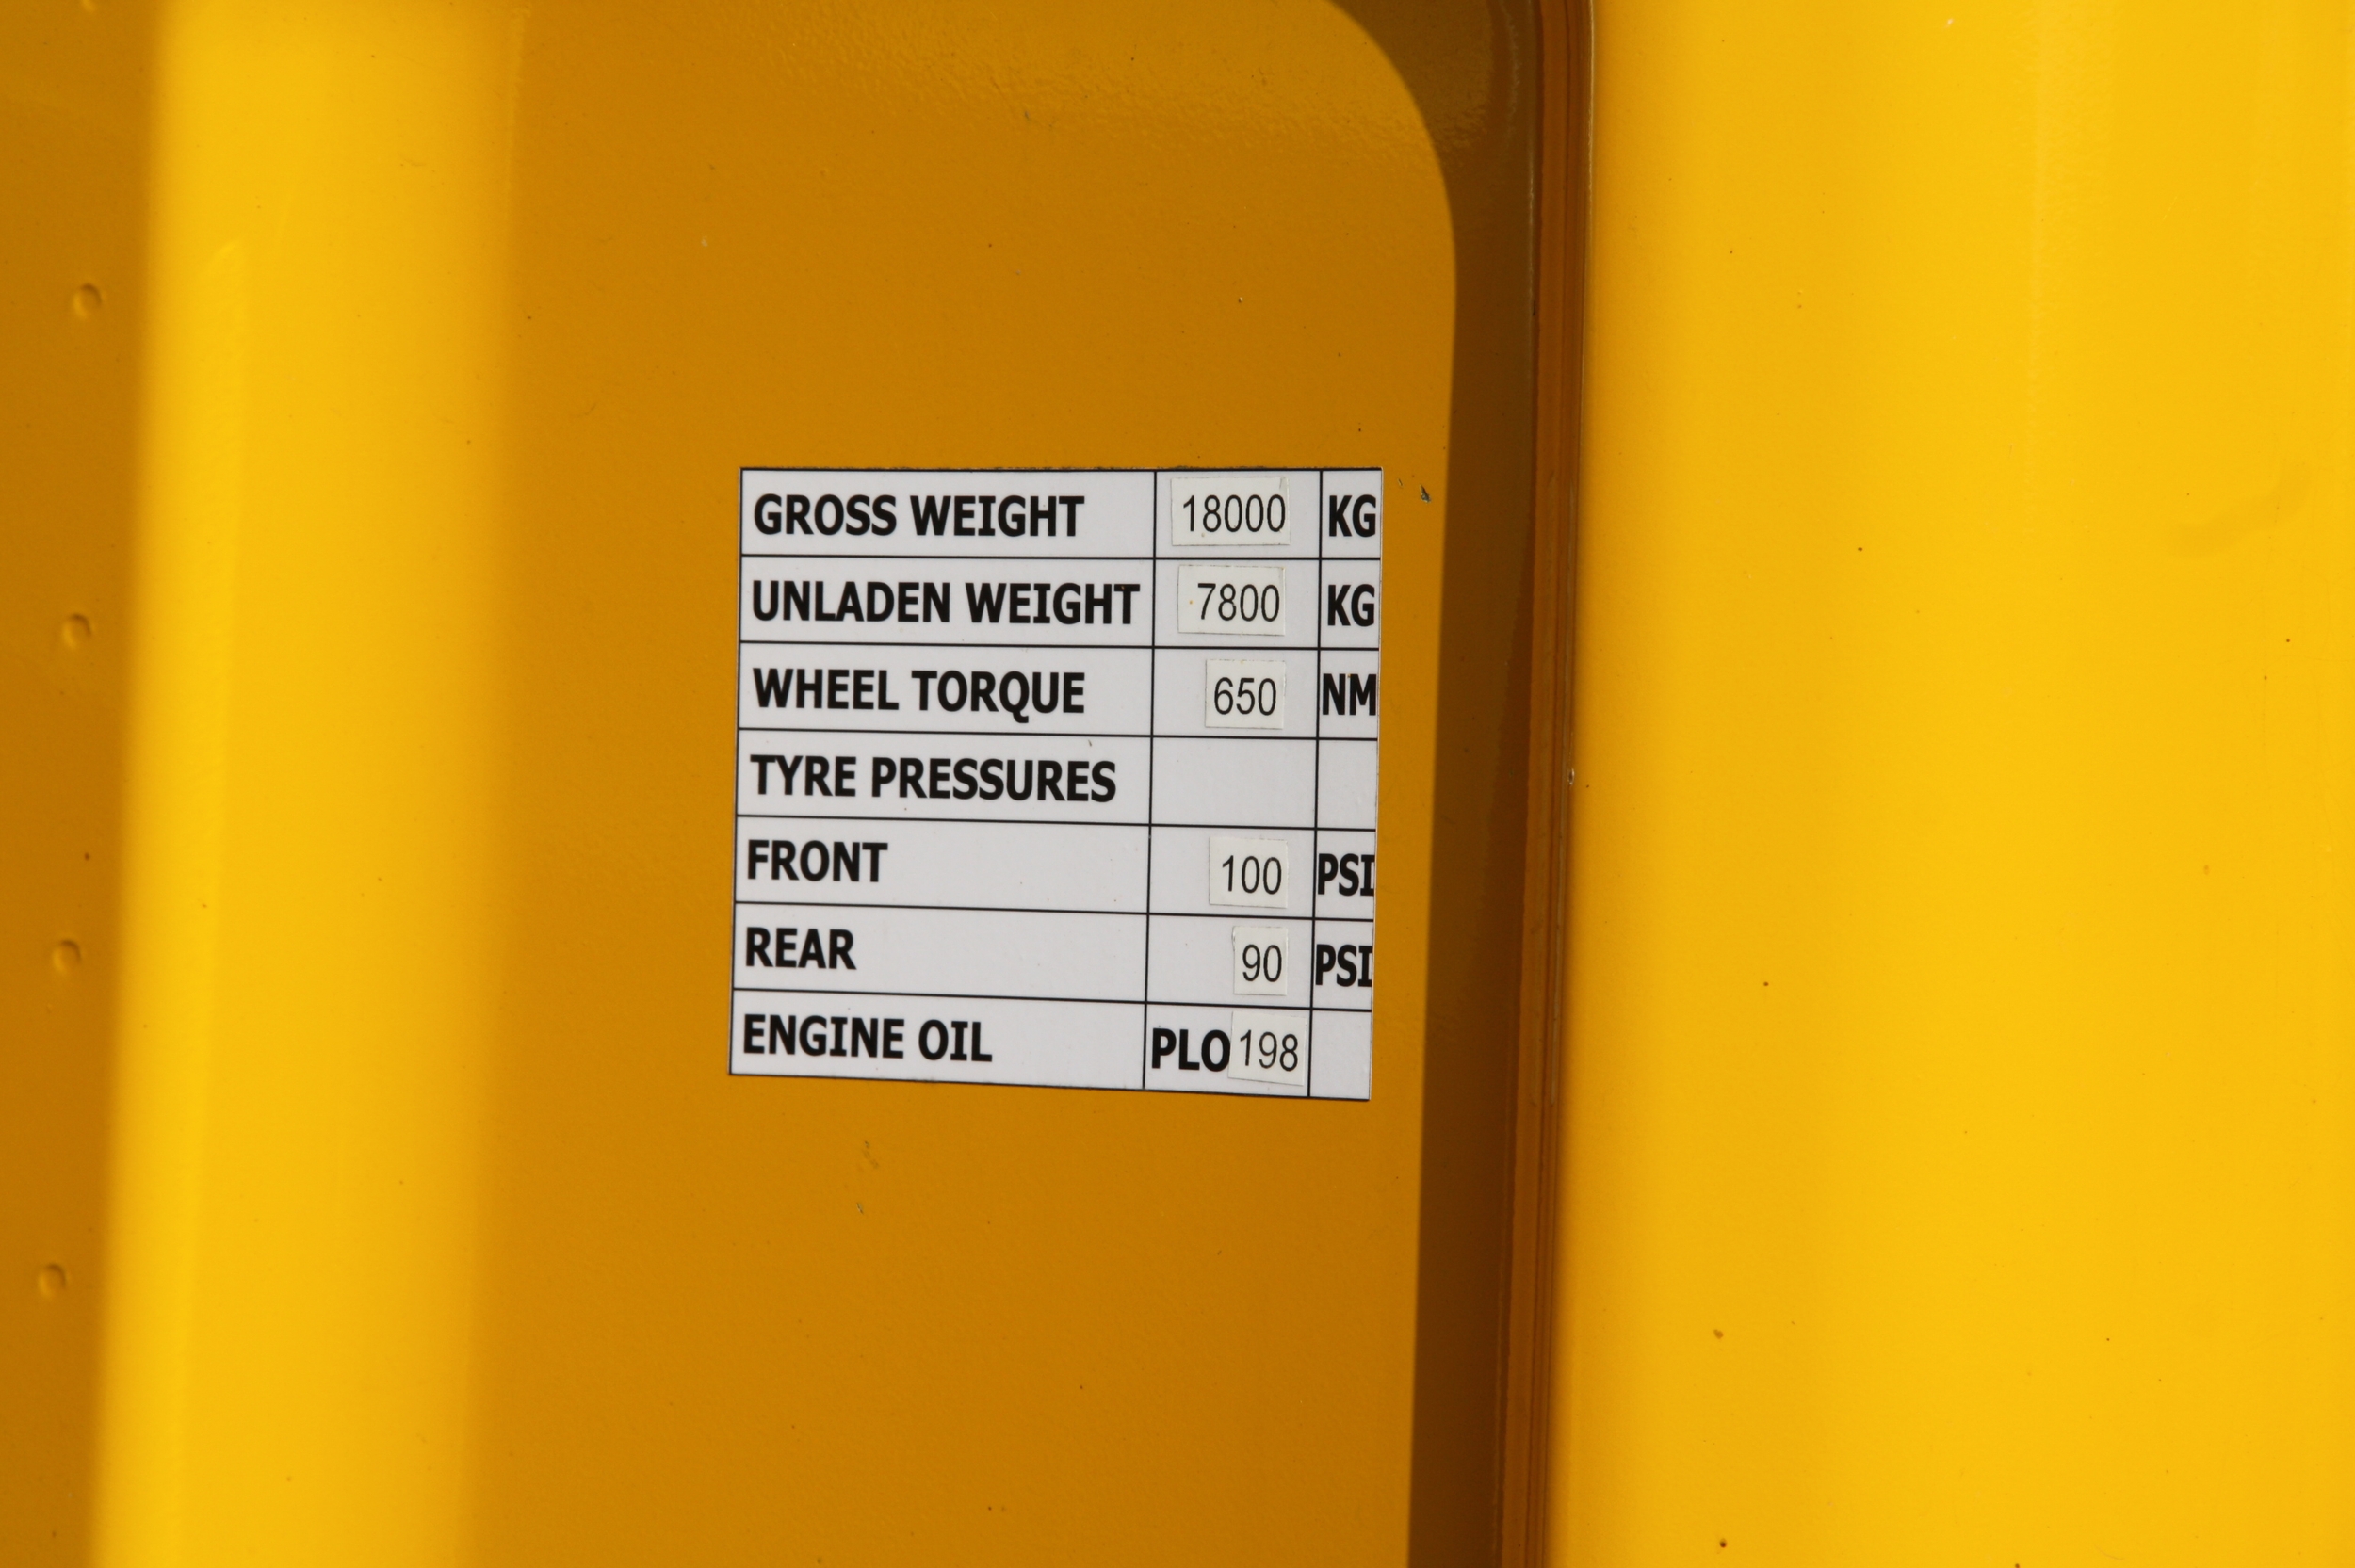 GROSS WEIGHT 18000 KG
UNLADEN WEIGHT 7800 KG
WHEEL TORQUE 650 NM
TYRE PRESSURES
FRONT 100 PSI
REAR 90 PSI
ENGINE OIL PLO 198